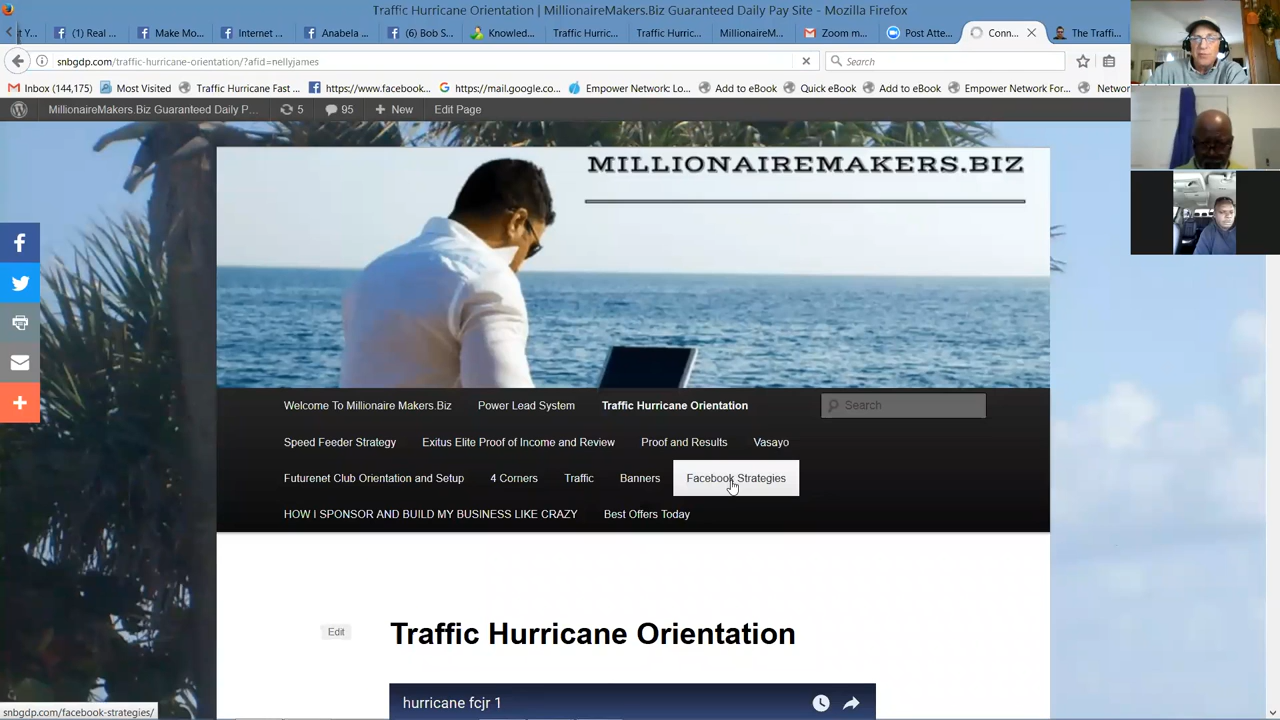 Traffic Hurricane Orientation | MillionaireMakers.Biz Guaranteed Daily Pay Site - Mozilla Firefox
t Y... (1) Real ... Make Mo... Internet ... Anabela ... (6) Bob S... Knowled... Traffic Hurric... Traffic Hurric... MillionaireM... Zoom m... Post Atte... Conn... The Traffi...
snbgdp.com/traffic-hurricane-orientation/?afid=nellyjames Search
Inbox (144,175) Most Visited Traffic Hurricane Fast ... https://www.facebook... https://mail.google.co... Empower Network: Lo... Add to eBook Quick eBook Add to eBook Empower Network For... Networ
MillionaireMakers.Biz Guaranteed Daily P... 5 95 New Edit Page
MILLIONAIREMAKERS.BIZ
Welcome To Millionaire Makers.Biz Power Lead System Traffic Hurricane Orientation Search
Speed Feeder Strategy Exitus Elite Proof of Income and Review Proof and Results Vasayo
Futurenet Club Orientation and Setup 4 Corners Traffic Banners Facebook Strategies
HOW I SPONSOR AND BUILD MY BUSINESS LIKE CRAZY Best Offers Today
Edit Traffic Hurricane Orientation
hurricane fcjr 1
snbgdp.com/facebook-strategies/